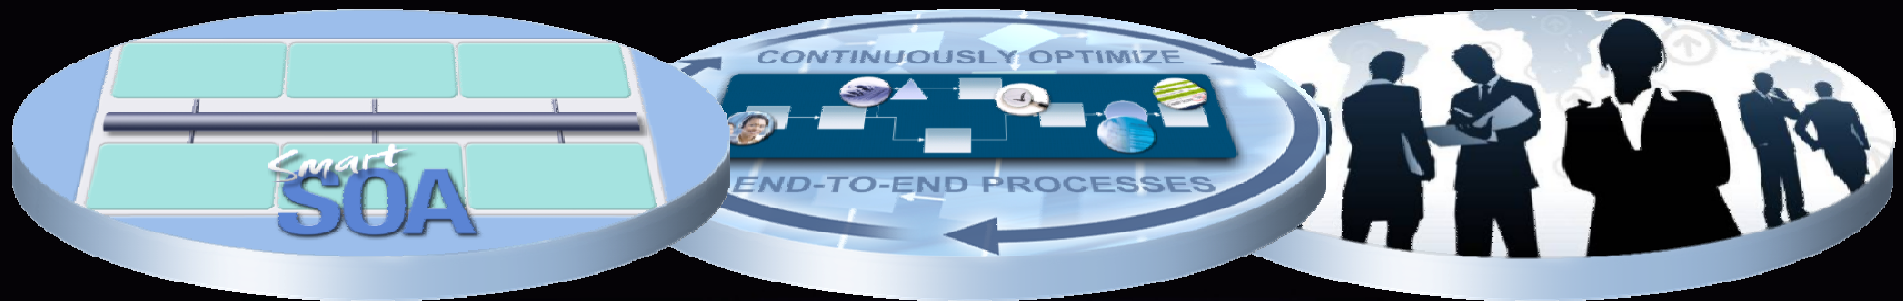 Smart
SOA
CONTINUOUSLY OPTIMIZE
END-TO-END PROCESSES